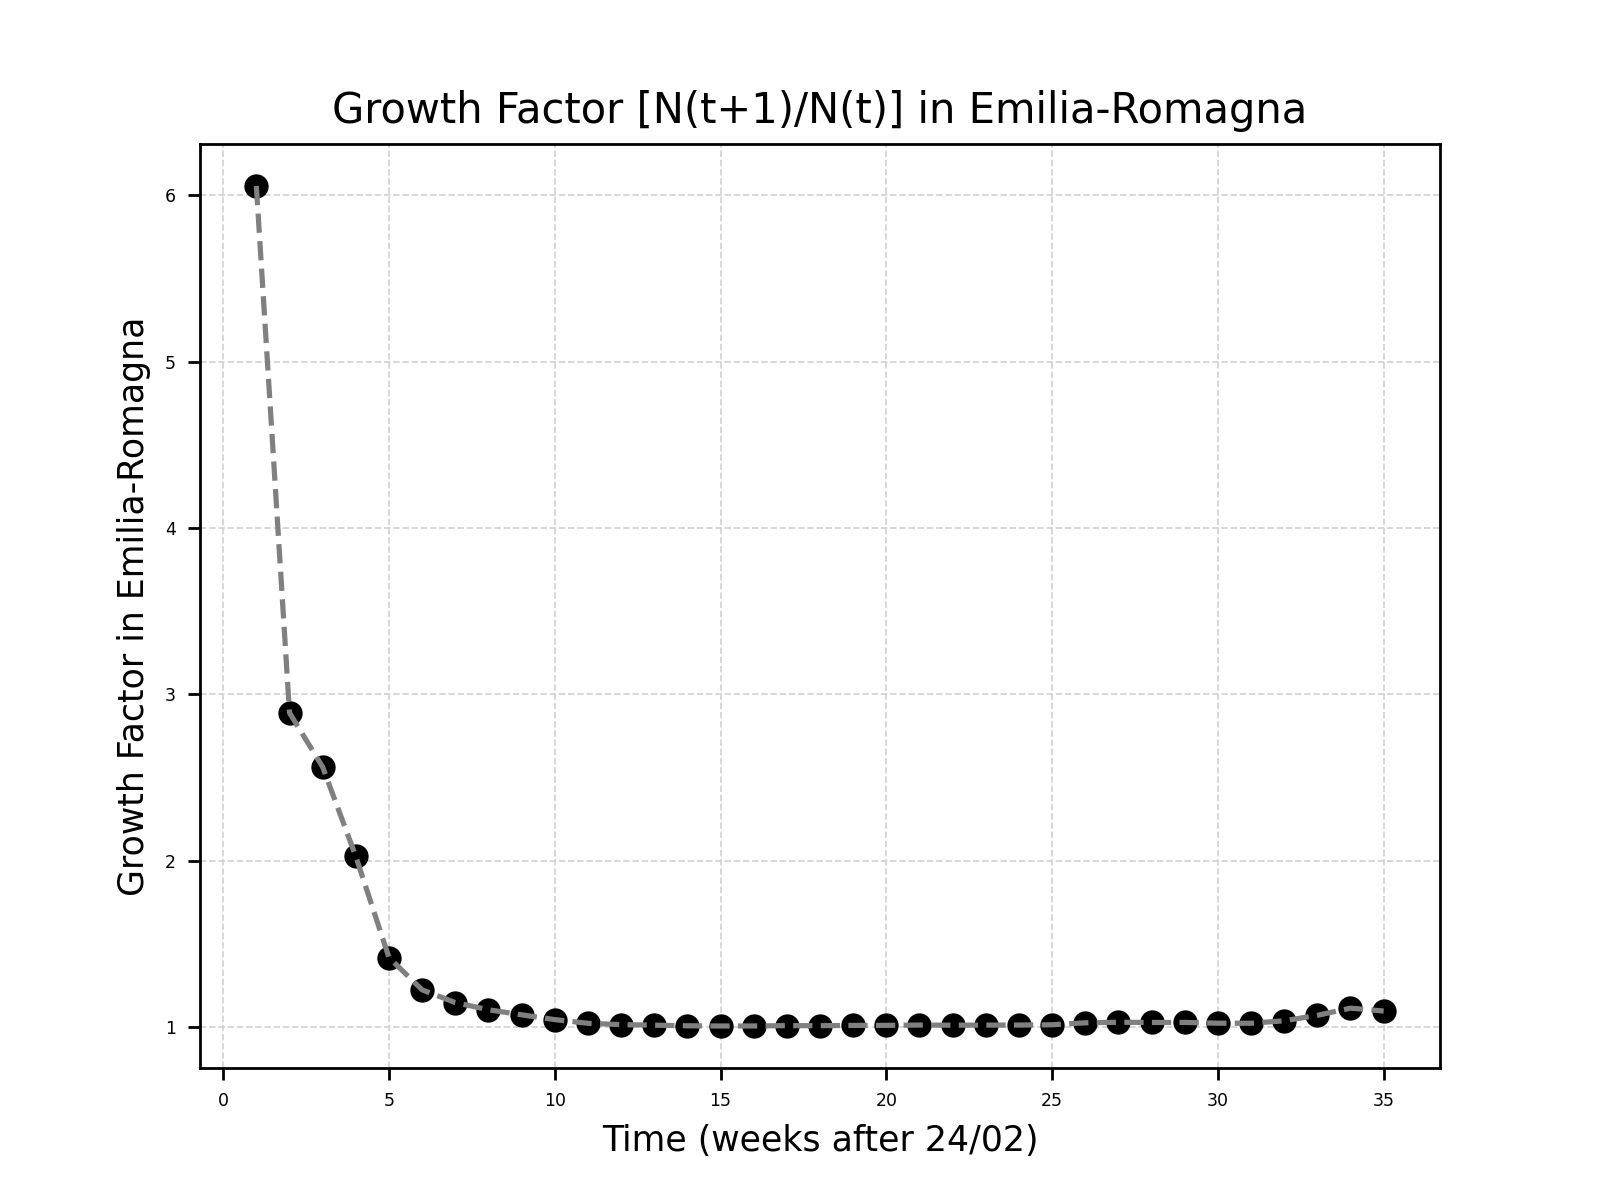 Growth Factor [N(t+1)/N(t)] in Emilia-Romagna
Growth Factor in Emilia-Romagna
6
5
4
3
2
1
0 5 10 15 20 25 30 35
Time (weeks after 24/02)